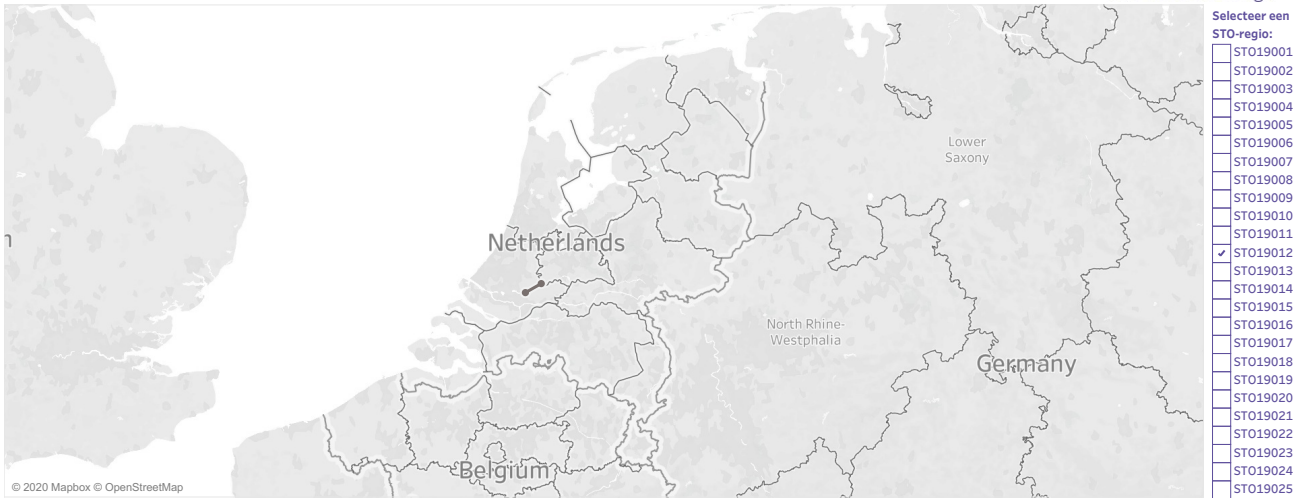 Selecteer een
STO-regio:
STO19001
STO19002
STO19003
STO19004
STO19005
STO19006
STO19007
STO19008
STO19009
STO19010
STO19011
STO19012
STO19013
STO19014
STO19015
STO19016
STO19017
STO19018
STO19019
STO19020
STO19021
STO19022
STO19023
STO19024
STO19025
Lower
Saxony
Netherlands
North Rhine-
Westphalia
Germany
Belgium
© 2020 Mapbox © OpenStreetMap